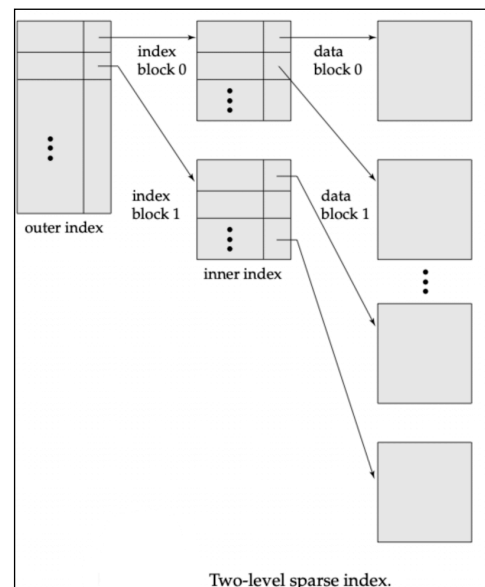 index
block 0
data
block 0
outer index
index
block 1
data
block 1
inner index
Two-level sparse index.